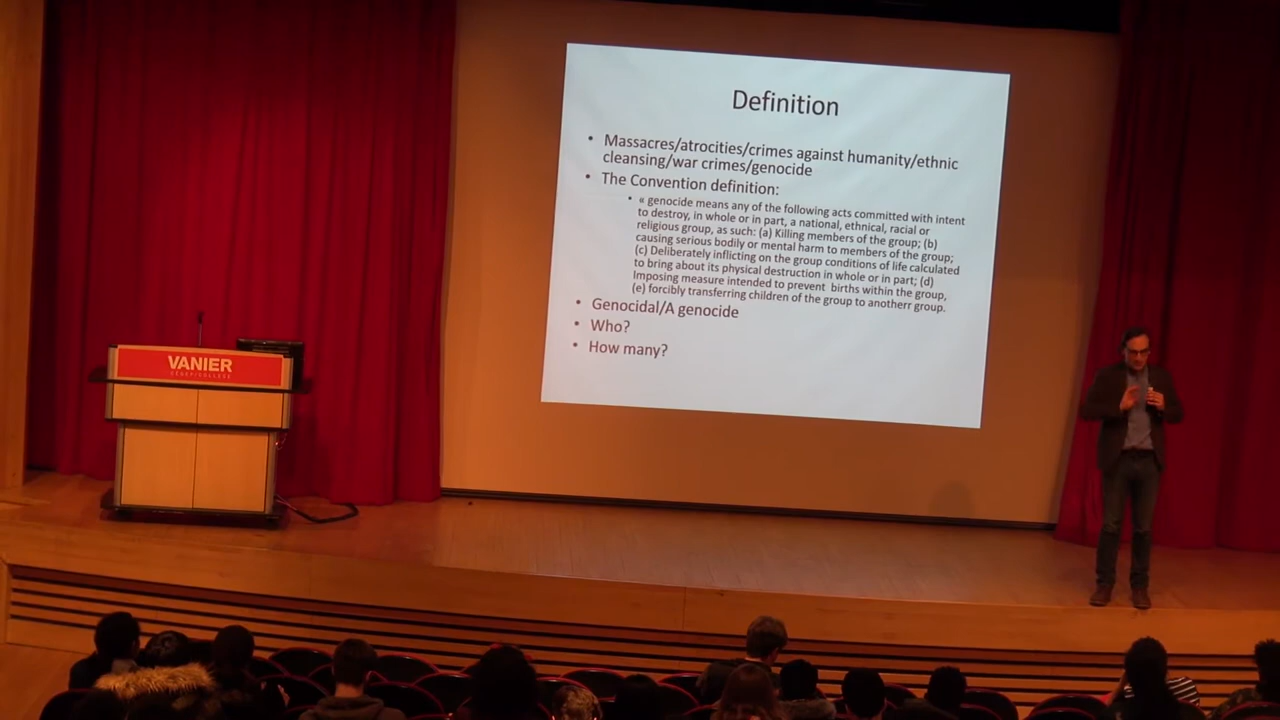 Definition
• Massacres/atrocities/crimes against humanity/ethnic
cleansing/war crimes/genocide
• The Convention definition:
• « genocide means any of the following acts committed with intent
to destroy, in whole or in part, a national, ethnical, racial or
religious group, as such: (a) Killing members of the group; (b)
causing serious bodily or mental harm to members of the group;
(c) Deliberately inflicting on the group conditions of life calculated
to bring about its physical destruction in whole or in part; (d)
Imposing measure intended to prevent births within the group,
(e) forcibly transferring children of the group to anotherr group.
• Genocidal/A genocide
• Who?
• How many?
VANIER
CÉGEP/COLLEGE